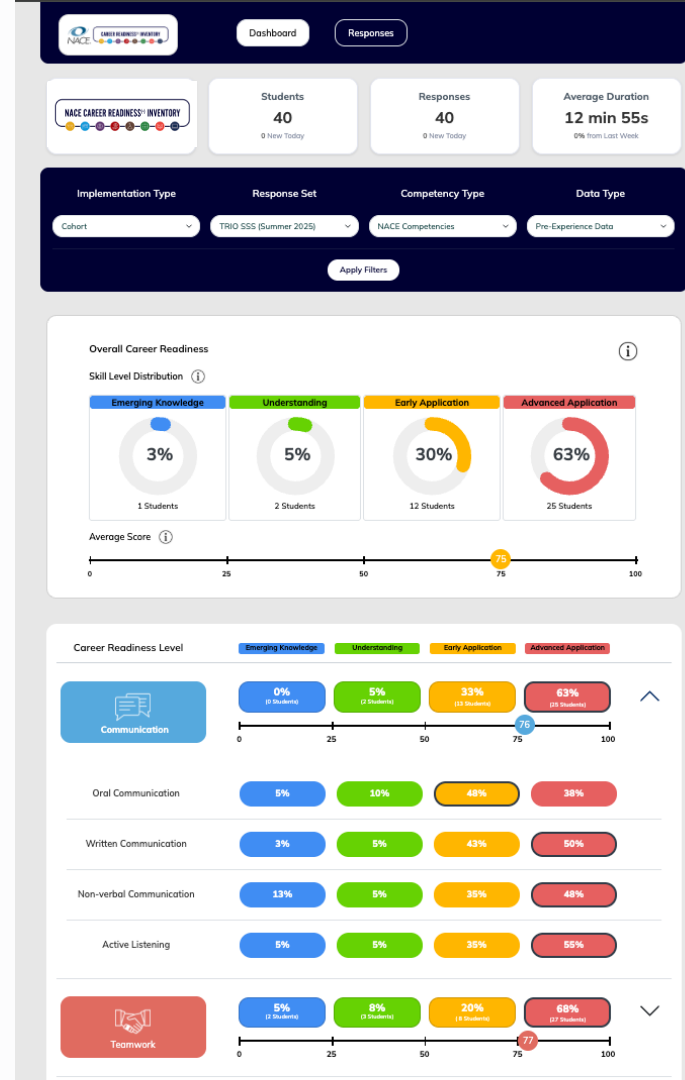 NACE CAREER READINESS INVENTORY
Dashboard Responses
NACE CAREER READINESS INVENTORY
Students
40
0 New Today
Responses
40
0 New Today
Average Duration
12 min 55s
0% from Last Week
Implementation Type Response Set Competency Type Data Type
Cohort TRIO SSS (Summer 2025) NACE Competencies Pre-Experience Data
Apply Filters
Overall Career Readiness
Skill Level Distribution
Emerging Knowledge Understanding Early Application Advanced Application
3% 5% 30% 63%
1 Students 2 Students 12 Students 25 Students
Average Score
75
0 25 50 75 100
Career Readiness Level Emerging Knowledge Understanding Early Application Advanced Application
0% 5% 33% 63%
(0 Students) (2 Students) (13 Students) (25 Students)
Communication
76
0 25 50 75 100
Oral Communication 5% 10% 48% 38%
Written Communication 3% 5% 43% 50%
Non-verbal Communication 13% 5% 35% 48%
Active Listening 5% 5% 35% 55%
5% 8% 20% 68%
(2 Students) (3 Students) (8 Students) (27 Students)
Teamwork
77
0 25 50 75 100